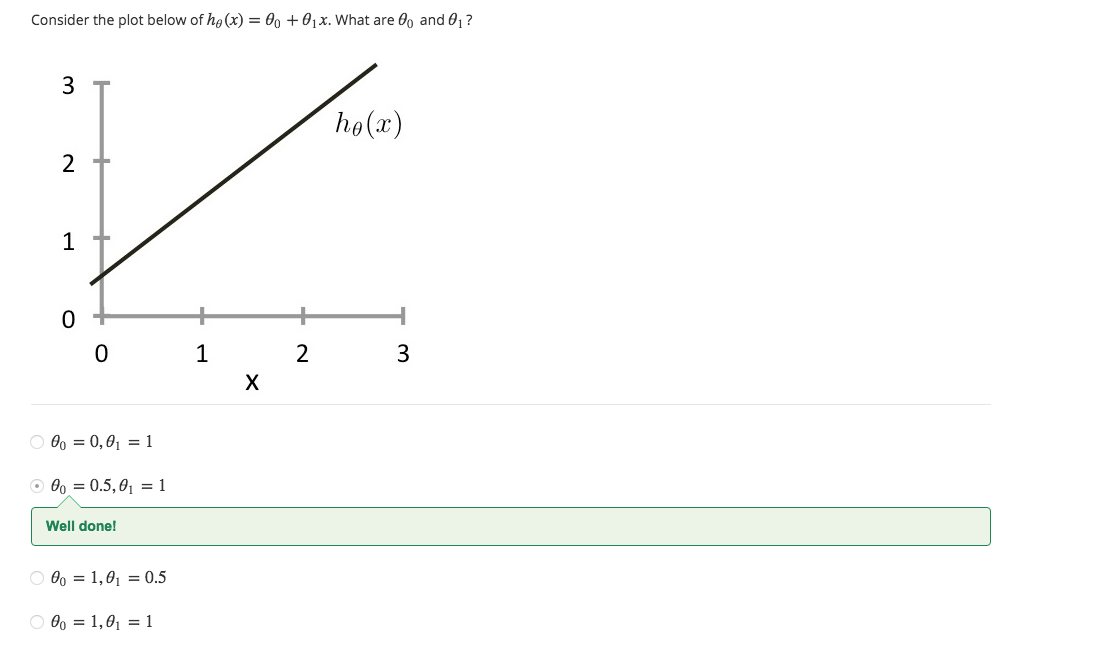 Consider the plot below of hθ(x) = θ0 + θ1x. What are θ0 and θ1?
3
hθ(x)
2
1
0
0 1 2 3
X
θ0 = 0, θ1 = 1
θ0 = 0.5, θ1 = 1
Well done!
θ0 = 1, θ1 = 0.5
θ0 = 1, θ1 = 1